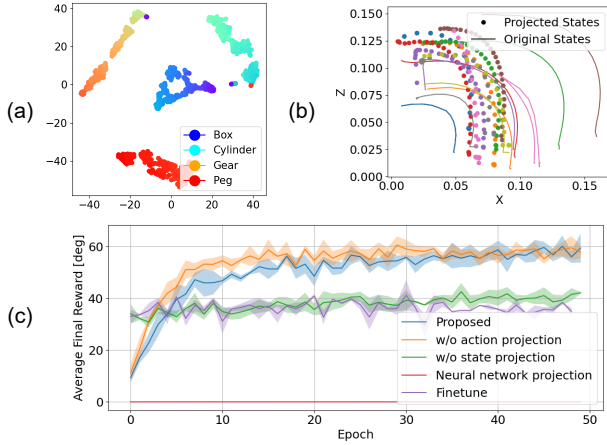 (a)
40
20
0
−20
−40
−40
−20
0
20
40
Box
Cylinder
Gear
Peg
(b)
Z
0.150
0.125
0.100
0.075
0.050
0.025
0.000
0.00
0.05
0.10
0.15
X
Projected States
Original States
(c)
Average Final Reward [deg]
60
40
20
0
0
10
20
30
40
50
Epoch
Proposed
w/o action projection
w/o state projection
Neural network projection
Finetune